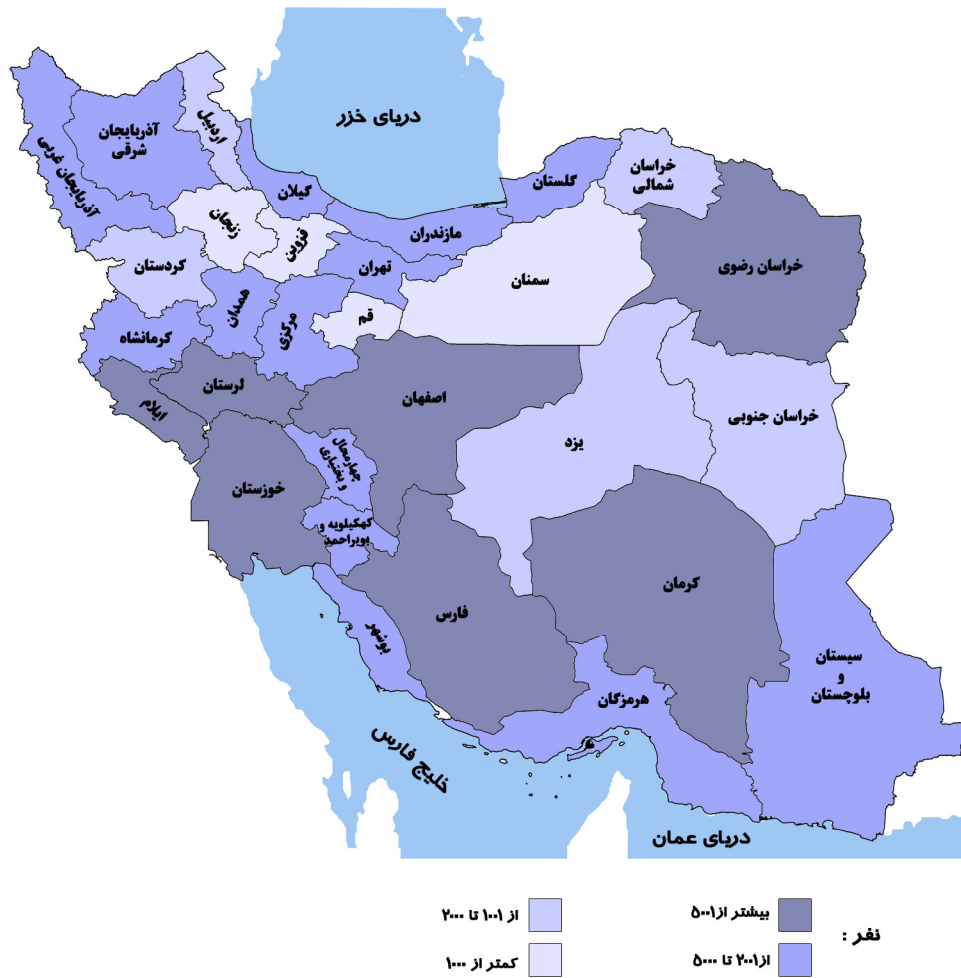 دریای خزر
آذربایجان
شرقی
اردبیل
آذربایجان غربی
گیلان
گلستان
خراسان
شمالی
زنجان
قزوین
مازندران
خراسان رضوی
کردستان
تهران
سمنان
همدان
مرکزی
قم
کرمانشاه
لرستان
ایلام
اصفهان
خراسان جنوبی
یزد
چهارمحال
و بختیاری
خوزستان
کهکیلویه و
بویراحمد
کرمان
فارس
بوشهر
سیستان
و
بلوچستان
هرمزگان
خلیج فارس
دریای عمان
نفر :
بیشتر از ۵۰۰۱
از ۲۰۰۱ تا ۵۰۰۰
از ۱۰۰۱ تا ۲۰۰۰
کمتر از ۱۰۰۰